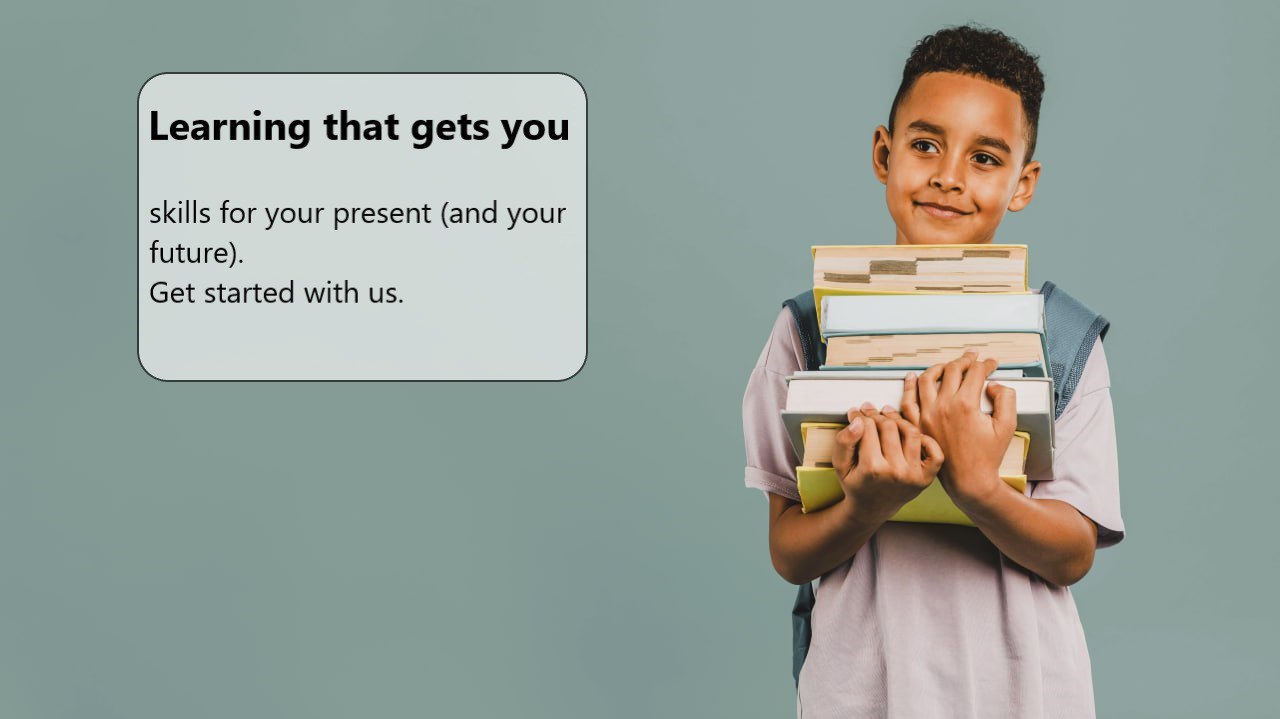 Learning that gets you
skills for your present (and your
future).
Get started with us.